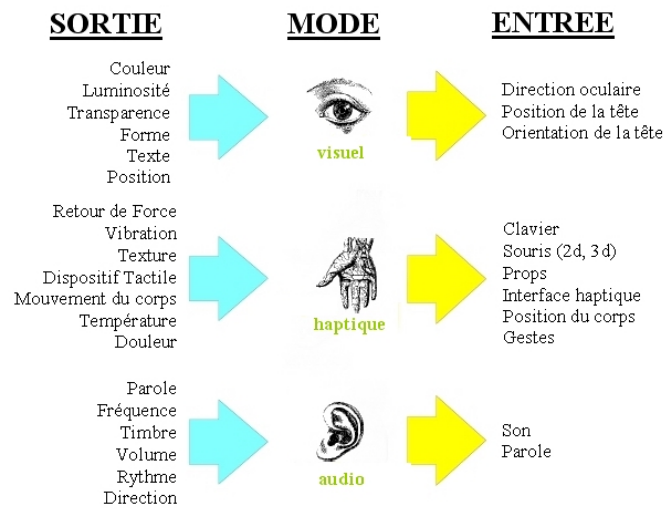 SORTIE
MODE
ENTREE
Couleur
Luminosité
Transparence
Forme
Texte
Position
visuel
Direction oculaire
Position de la tête
Orientation de la tête
Retour de Force
Vibration
Texture
Dispositif Tactile
Mouvement du corps
Température
Douleur
haptique
Clavier
Souris (2d, 3d)
Props
Interface haptique
Position du corps
Gestes
Parole
Fréquence
Timbre
Volume
Rythme
Direction
audio
Son
Parole